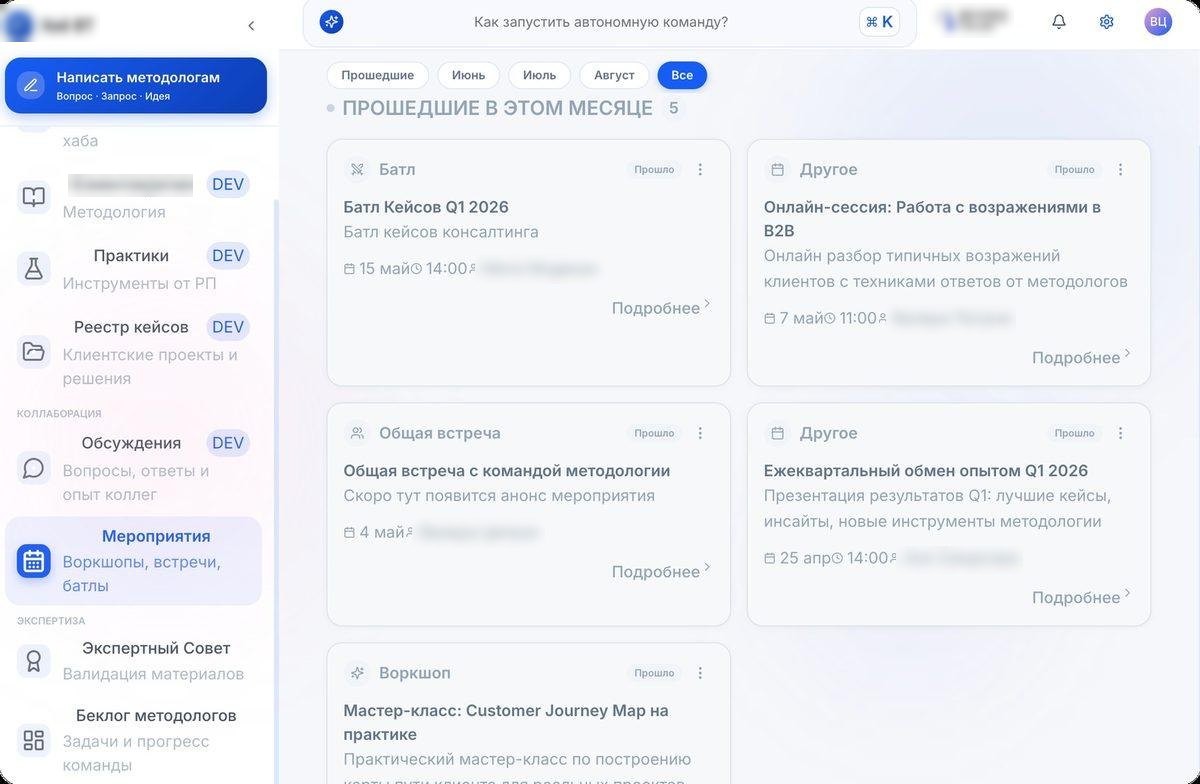 Как запустить автономную команду?
⌘ K
ВЦ
Написать методологам
Вопрос · Запрос · Идея
хаба
DEV
Методология
Практики DEV
Инструменты от РП
Реестр кейсов DEV
Клиентские проекты и
решения
КОЛЛАБОРАЦИЯ
Обсуждения DEV
Вопросы, ответы и
опыт коллег
Мероприятия
Воркшопы, встречи,
батлы
ЭКСПЕРТИЗА
Экспертный Совет
Валидация материалов
Беклог методологов
Задачи и прогресс
команды
Прошедшие Июнь Июль Август Все
ПРОШЕДШИЕ В ЭТОМ МЕСЯЦЕ 5
Батл Прошло
Батл Кейсов Q1 2026
Батл кейсов консалтинга
15 май 14:00
Подробнее
Другое Прошло
Онлайн-сессия: Работа с возражениями в
B2B
Онлайн разбор типичных возражений
клиентов с техниками ответов от методологов
7 май 11:00
Подробнее
Общая встреча Прошло
Общая встреча с командой методологии
Скоро тут появится анонс мероприятия
4 май
Подробнее
Другое Прошло
Ежеквартальный обмен опытом Q1 2026
Презентация результатов Q1: лучшие кейсы,
инсайты, новые инструменты методологии
25 апр 14:00
Подробнее
Воркшоп Прошло
Мастер-класс: Customer Journey Map на
практике
Практический мастер-класс по построению
карты пути клиента для реальных проектов